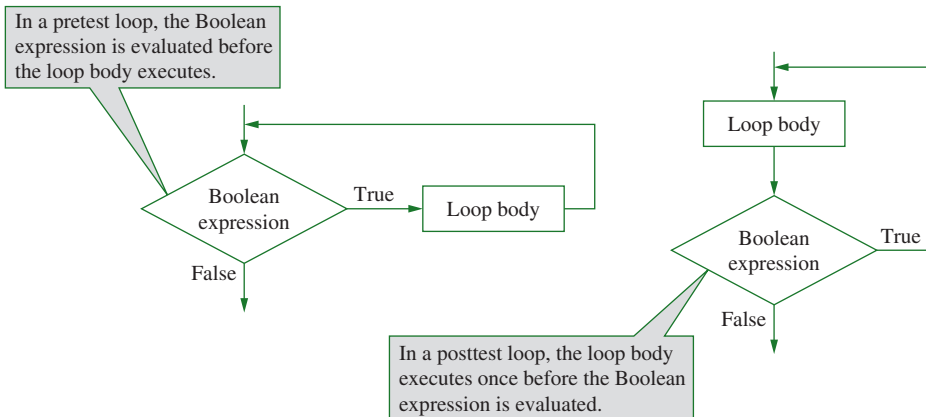 In a pretest loop, the Boolean
expression is evaluated before
the loop body executes.
Boolean
expression
True
Loop body
False
Loop body
Boolean
expression
True
False
In a posttest loop, the loop body
executes once before the Boolean
expression is evaluated.